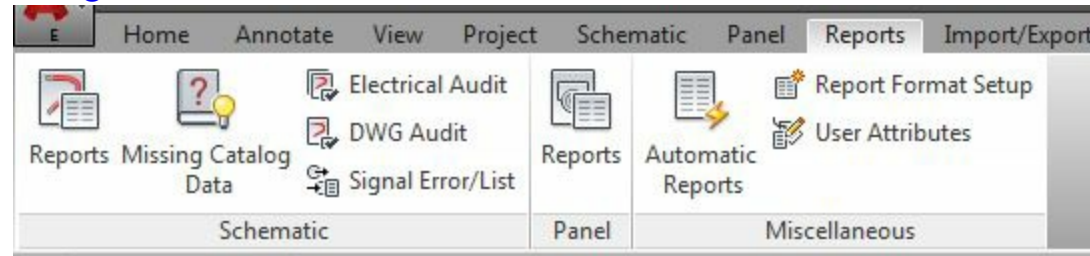 E Home Annotate View Project Schematic Panel Reports Import/Export
Reports
Missing Catalog
Data
Electrical Audit
DWG Audit
Signal Error/List
Schematic
Reports
Panel
Automatic
Reports
Report Format Setup
User Attributes
Miscellaneous